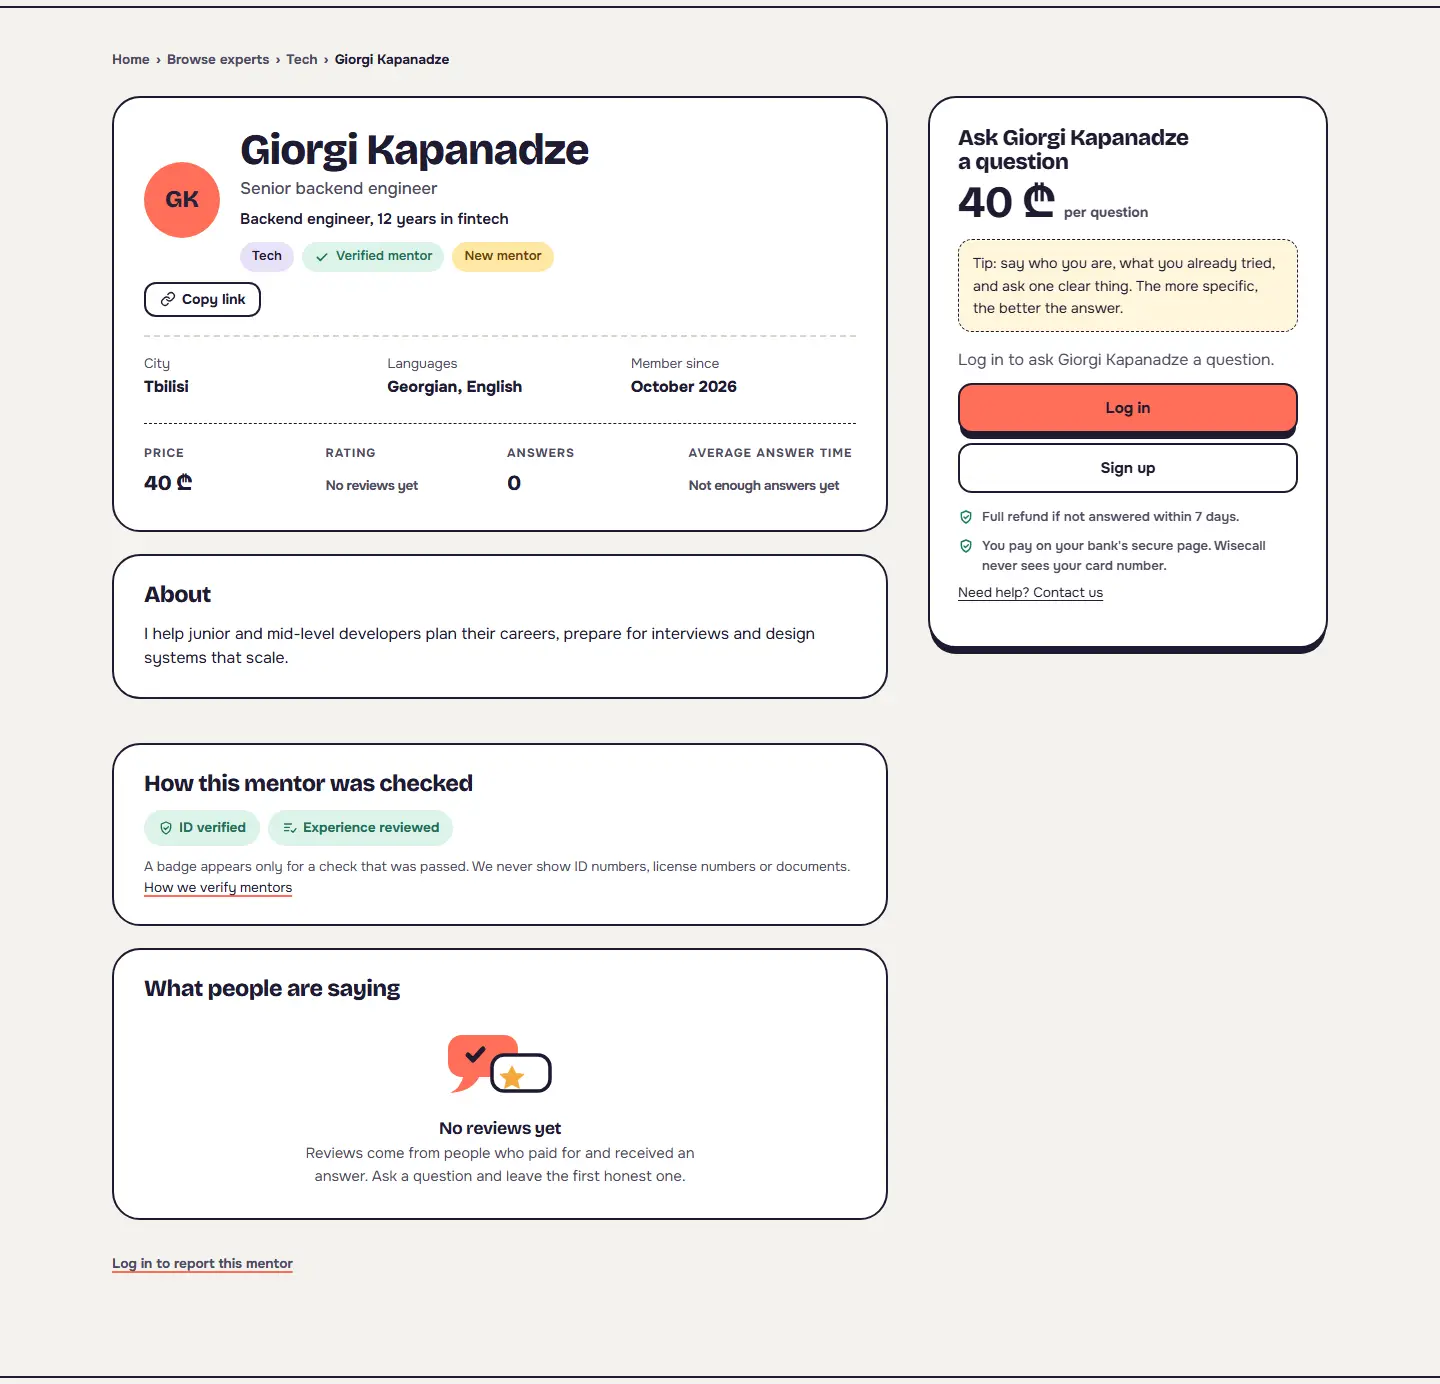 Home › Browse experts › Tech › Giorgi Kapanadze
GK
Giorgi Kapanadze
Senior backend engineer
Backend engineer, 12 years in fintech
Tech
Verified mentor
New mentor
Copy link
City
Tbilisi
Languages
Georgian, English
Member since
October 2026
PRICE
40 ₾
RATING
No reviews yet
ANSWERS
0
AVERAGE ANSWER TIME
Not enough answers yet
About
I help junior and mid-level developers plan their careers, prepare for interviews and design
systems that scale.
How this mentor was checked
ID verified
Experience reviewed
A badge appears only for a check that was passed. We never show ID numbers, license numbers or documents.
How we verify mentors
What people are saying
No reviews yet
Reviews come from people who paid for and received an
answer. Ask a question and leave the first honest one.
Log in to report this mentor
Ask Giorgi Kapanadze
a question
40 ₾ per question
Tip: say who you are, what you already tried,
and ask one clear thing. The more specific,
the better the answer.
Log in to ask Giorgi Kapanadze a question.
Log in
Sign up
Full refund if not answered within 7 days.
You pay on your bank's secure page. Wisecall
never sees your card number.
Need help? Contact us